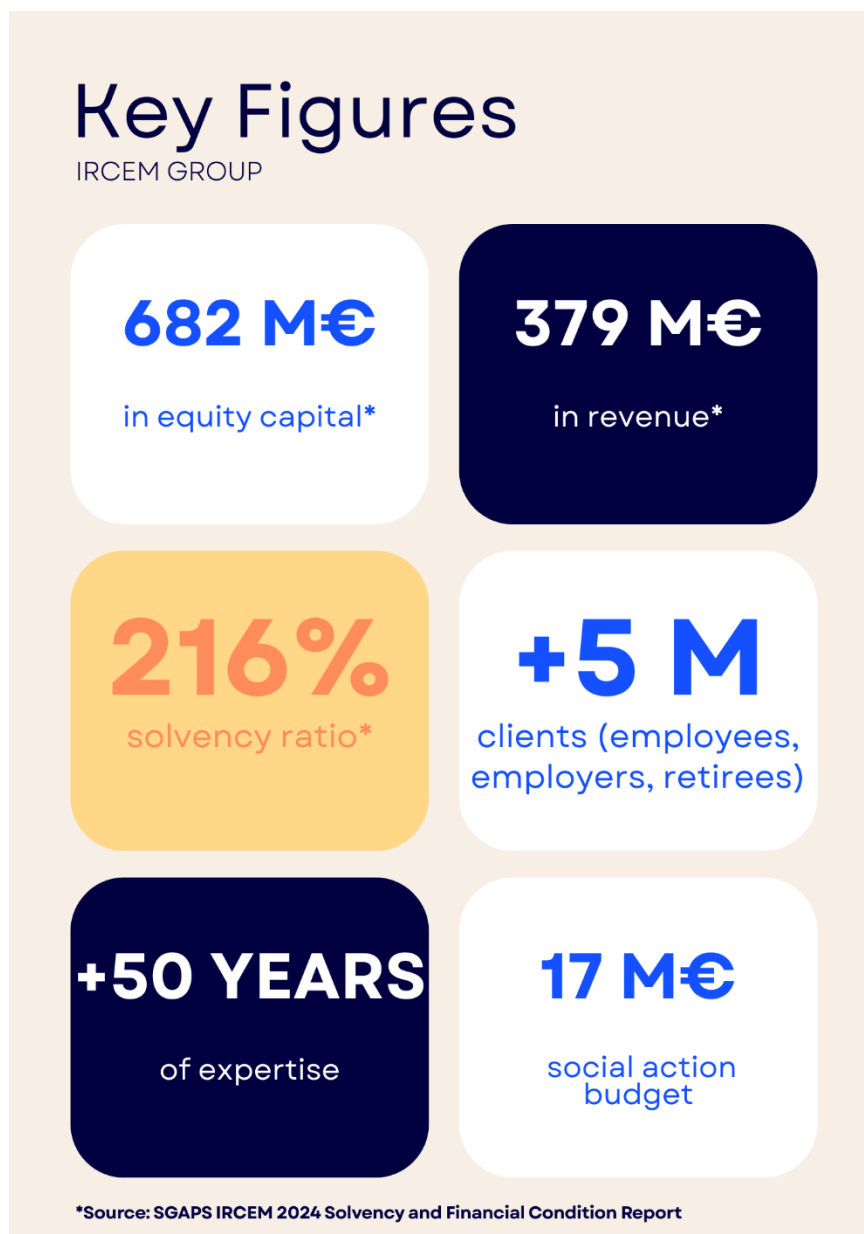 Key Figures
IRCEM GROUP
682 M€
in equity capital*
379 M€
in revenue*
216%
solvency ratio*
+5 M
clients (employees,
employers, retirees)
+50 YEARS
of expertise
17 M€
social action
budget
*Source: SGAPS IRCEM 2024 Solvency and Financial Condition Report